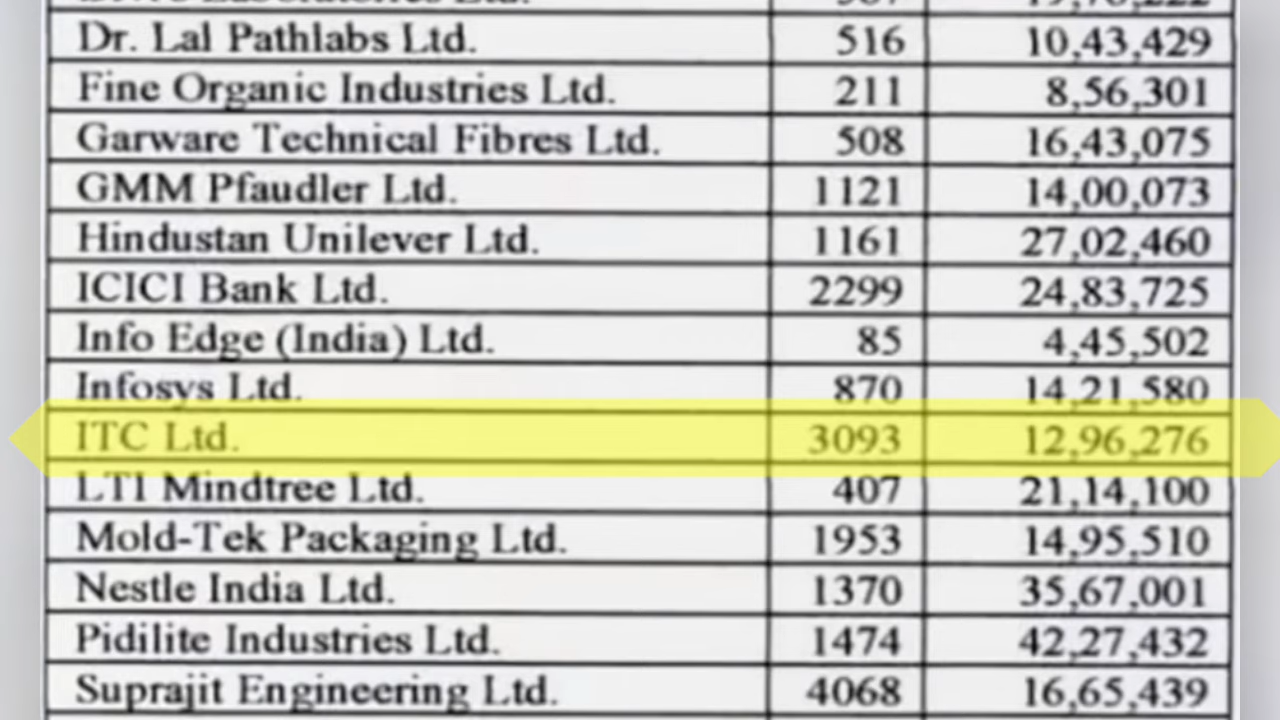 Dr. Lal Pathlabs Ltd. 516 10,43,429
Fine Organic Industries Ltd. 211 8,56,301
Garware Technical Fibres Ltd. 508 16,43,075
GMM Pfaudler Ltd. 1121 14,00,073
Hindustan Unilever Ltd. 1161 27,02,460
ICICI Bank Ltd. 2299 24,83,725
Info Edge (India) Ltd. 85 4,45,502
Infosys Ltd. 870 14,21,580
ITC Ltd. 3093 12,96,276
LTI Mindtree Ltd. 407 21,14,100
Mold-Tek Packaging Ltd. 1953 14,95,510
Nestle India Ltd. 1370 35,67,001
Pidilite Industries Ltd. 1474 42,27,432
Suprajit Engineering Ltd. 4068 16,65,439